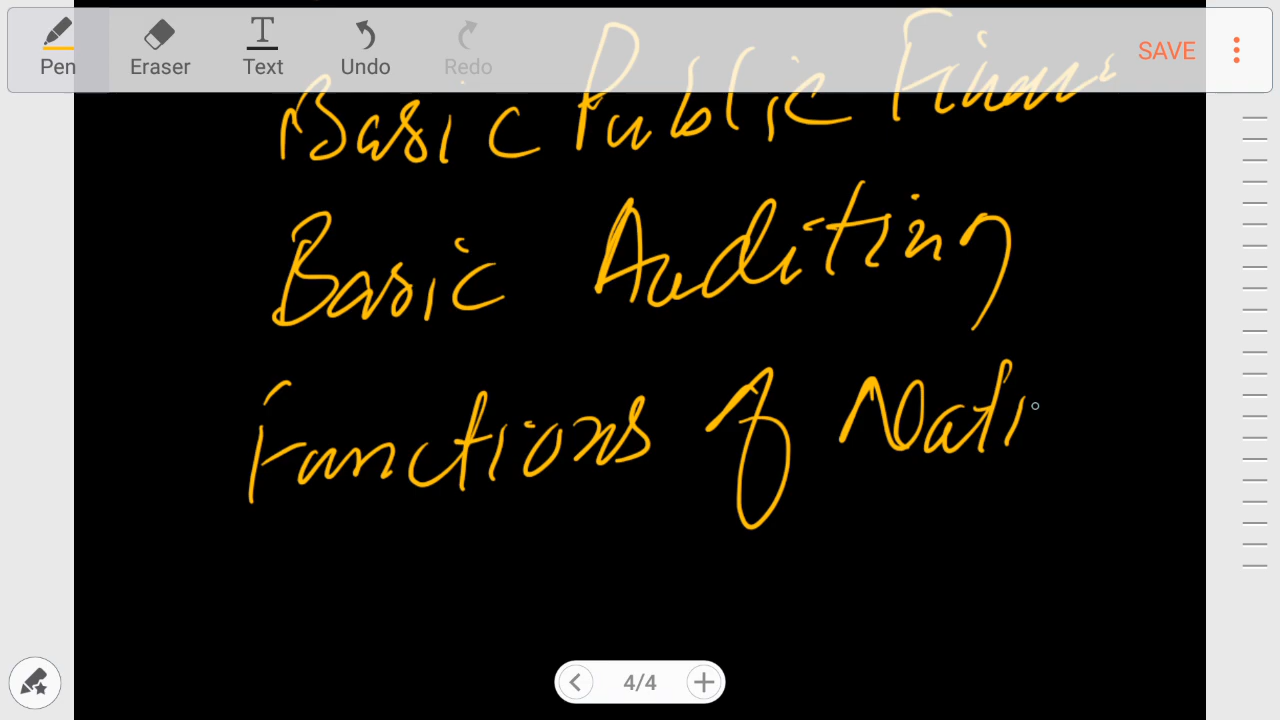 Pen Eraser Text Undo Redo SAVE
Basic Public Finan
Basic Auditing
Functions of Nati
4/4